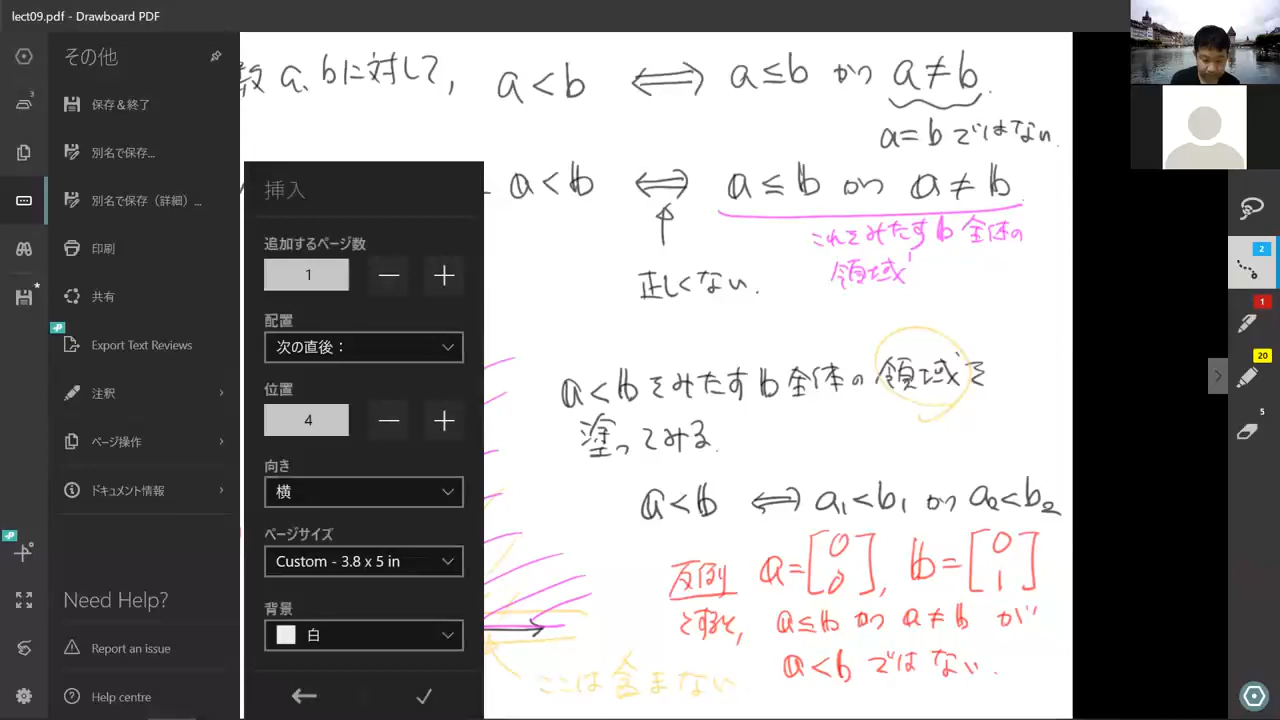 lect09.pdf - Drawboard PDF
その他
保存＆終了
別名で保存...
別名で保存（詳細）...
印刷
共有
Export Text Reviews
注釈
ページ操作
ドキュメント情報
Need Help?
Report an issue
Help centre
挿入
追加するページ数
1
配置
次の直後：
位置
4
向き
横
ページサイズ
Custom - 3.8 x 5 in
背景
白
数 a, bに対して, a<b ⟺ a≤b かつ a≠b.
a=b ではない.
a<b ⟺ a≤b かつ a≠b
これをみたす b 全体の
領域
正しくない.
a<b をみたす b 全体の 領域を
塗ってみる.
a<b ⟺ a₁<b₁ かつ a₂<b₂
反例 a=[0 0], b=[0 1]
とすると, a≤b かつ a≠b が
a<b ではない.
ここは含まない
3
2
1
20
5